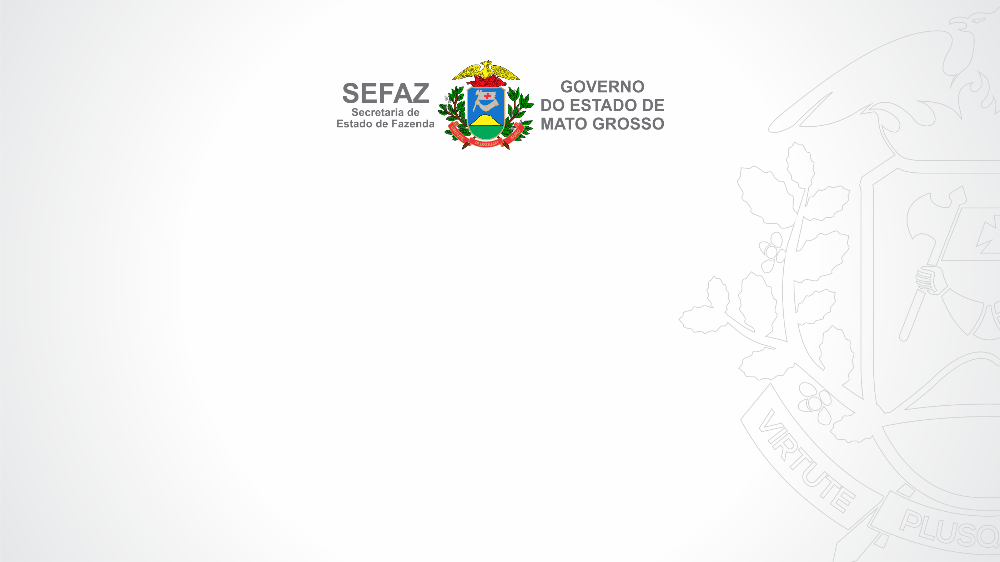 SEFAZ
Secretaria de
Estado de Fazenda
VIRTUTE
PLUSQUAM
AURO
GOVERNO
DO ESTADO DE
MATO GROSSO
VIRTUTE
PLUSQ